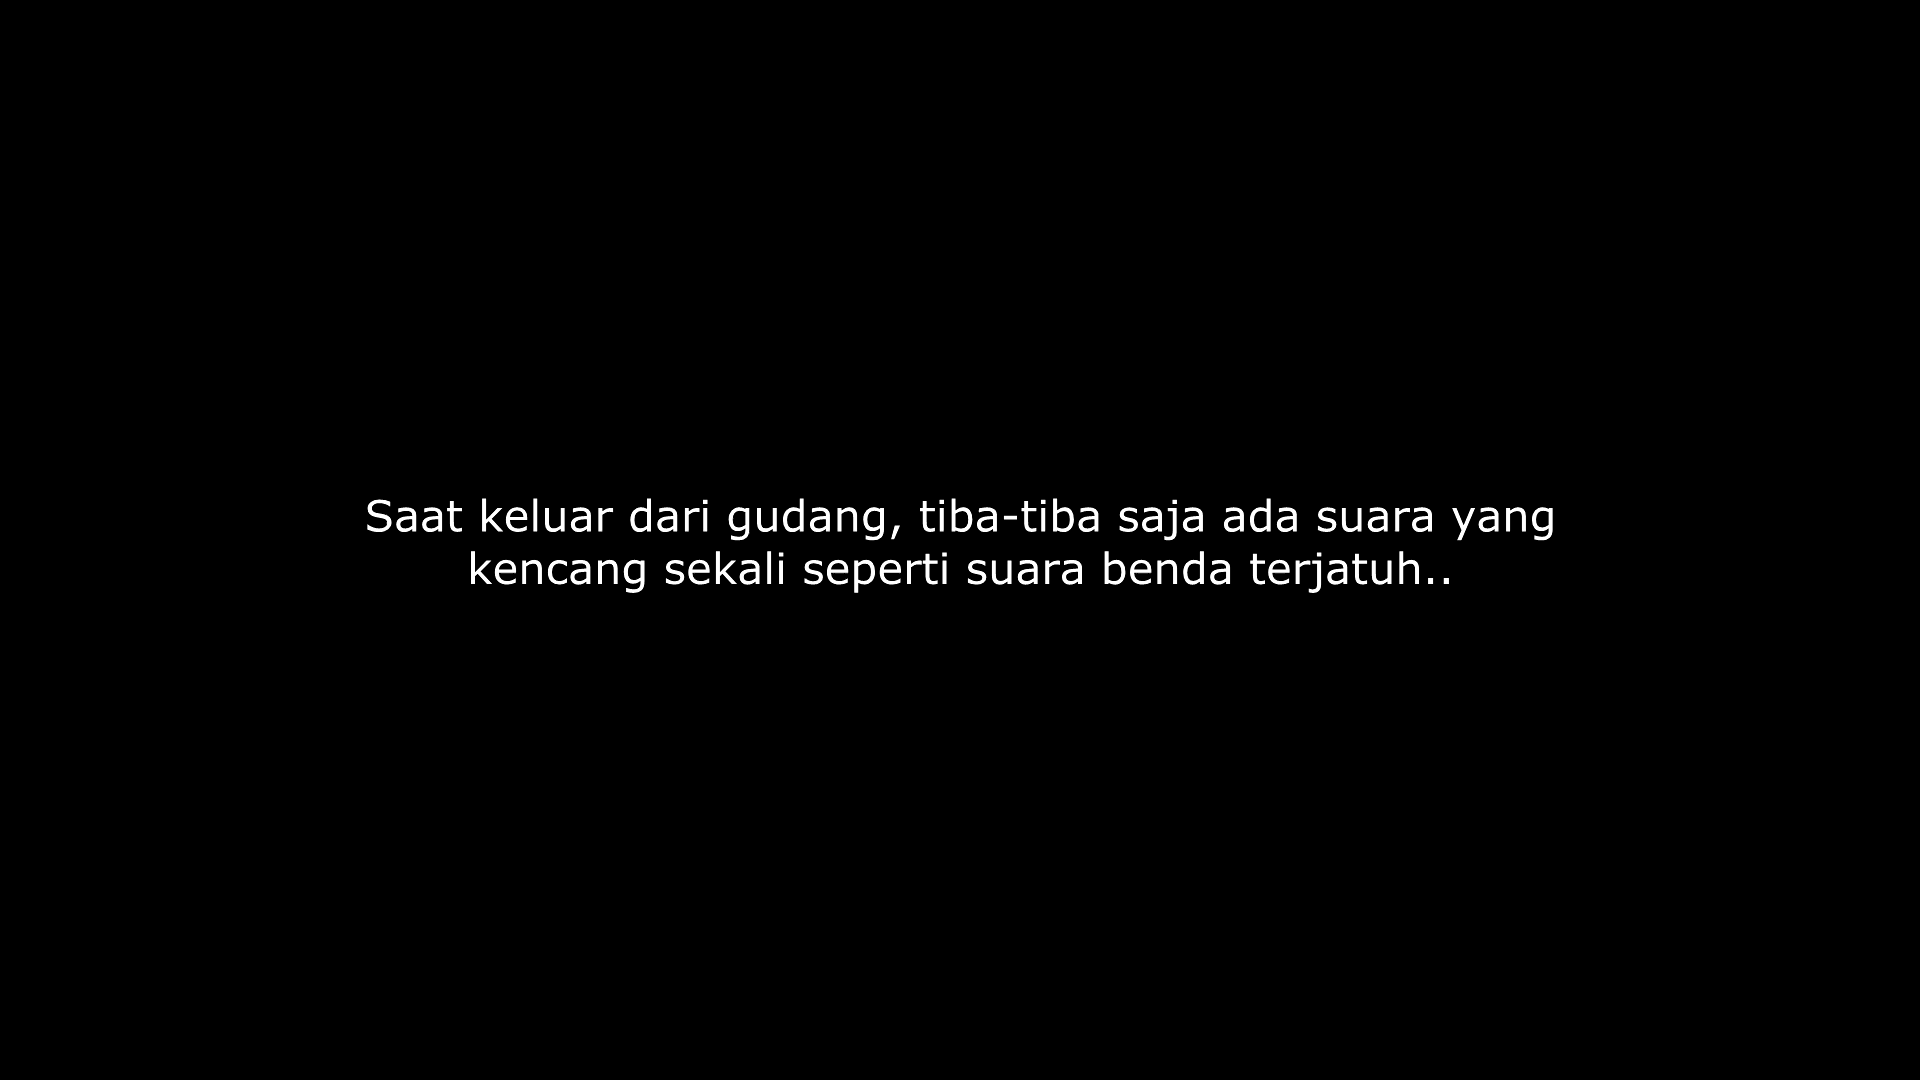 Saat keluar dari gudang, tiba-tiba saja ada suara yang
kencang sekali seperti suara benda terjatuh..